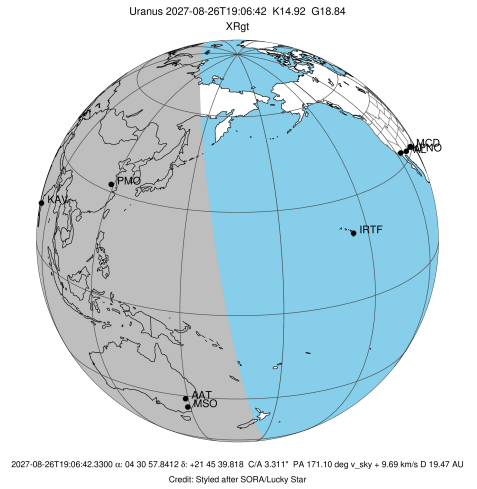 Uranus 2027-08-26T19:06:42 K14.92 G18.84
XRgt
MCD
KAV
PMO
IRTF
AAT
MSO
2027-08-26T19:06:42.3300 α: 04 30 57.8412 δ: +21 45 39.818 C/A 3.311" PA 171.10 deg v_sky + 9.69 km/s D 19.47 AU
Credit: Styled after SORA/Lucky Star